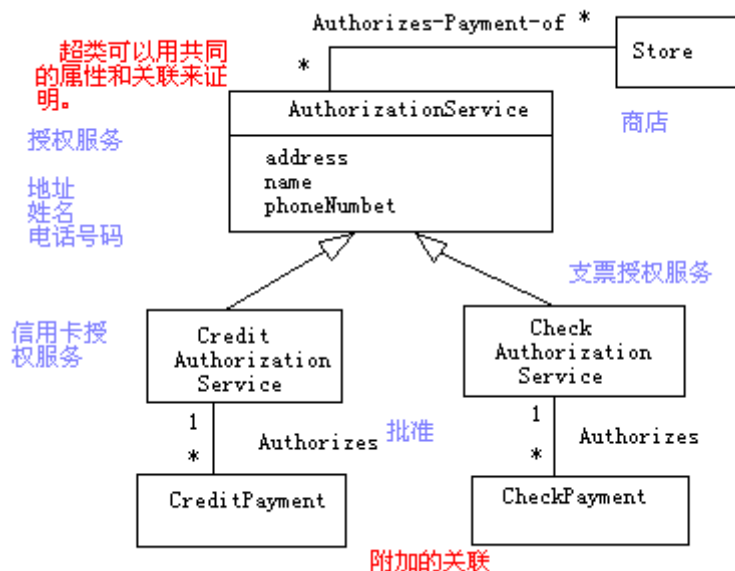 Authorizes-Payment-of *
超类可以用共同
的属性和关联来证
明。
*
Store
AuthorizationService
商店
授权服务
address
name
phoneNumbet
地址
姓名
电话号码
支票授权服务
信用卡授
权服务
Credit
Authorization
Service
Check
Authorization
Service
1
Authorizes
*
批准
1
Authorizes
*
CreditPayment
CheckPayment
附加的关联